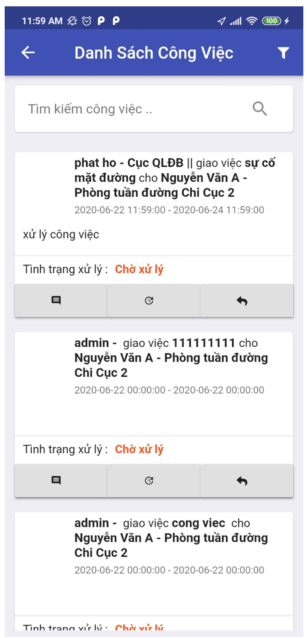 11:59 AM
100
Danh Sách Công Việc
Tìm kiếm công việc ..
phat ho - Cục QLĐB || giao việc sự cố
mặt đường cho Nguyễn Văn A -
Phòng tuần đường Chi Cục 2
2020-06-22 11:59:00 - 2020-06-24 11:59:00
xử lý công việc
Tình trạng xử lý : Chờ xử lý
admin - giao việc 111111111 cho
Nguyễn Văn A - Phòng tuần đường
Chi Cục 2
2020-06-22 00:00:00 - 2020-06-22 00:00:00
Tình trạng xử lý : Chờ xử lý
admin - giao việc cong viec cho
Nguyễn Văn A - Phòng tuần đường
Chi Cục 2
2020-06-22 00:00:00 - 2020-06-22 00:00:00
Tình trạng xử lý : Chờ xử lý